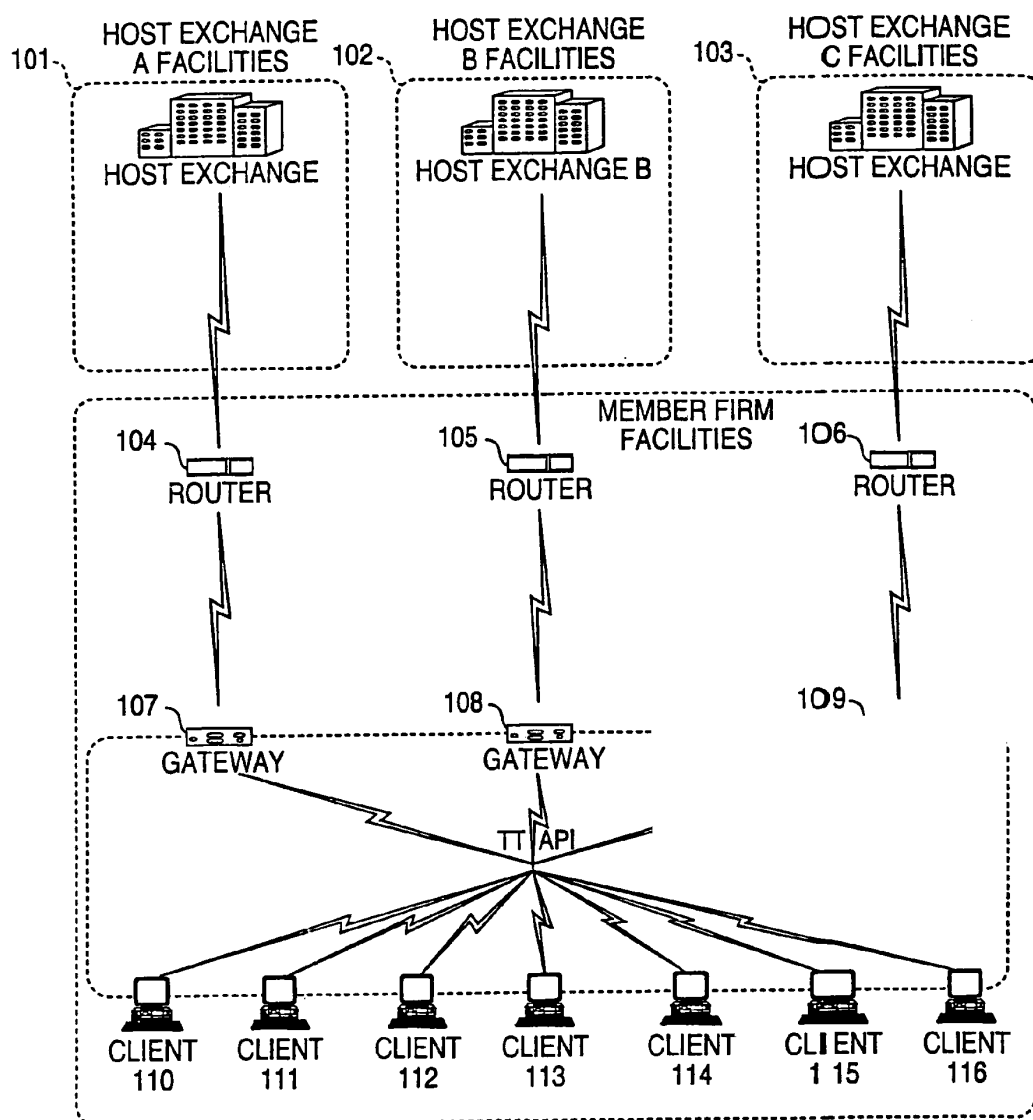 HOST EXCHANGE
A FACILITIES
HOST EXCHANGE
B FACILITIES
HOST EXCHANGE
C FACILITIES
101
102
103
HOST EXCHANGE
HOST EXCHANGE B
HOST EXCHANGE
MEMBER FIRM
FACILITIES
104
105
106
ROUTER
ROUTER
ROUTER
107
108
109
GATEWAY
GATEWAY
TT API
CLIENT
110
CLIENT
111
CLIENT
112
CLIENT
113
CLIENT
114
CLIENT
115
CLIENT
116